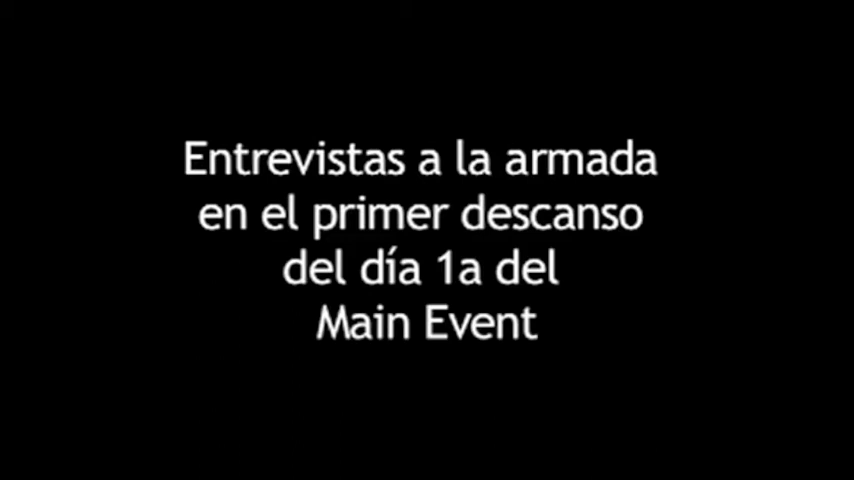 Entrevistas a la armada
en el primer descanso
del día 1a del
Main Event